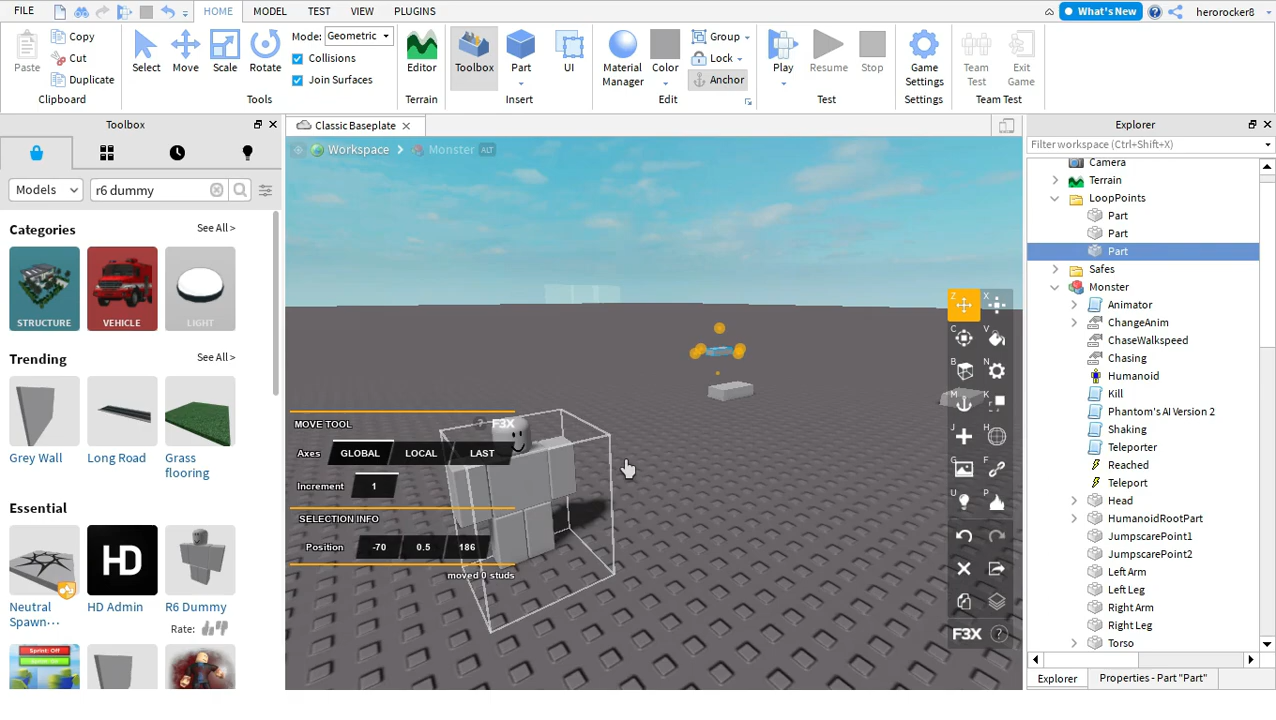 FILE HOME MODEL TEST VIEW PLUGINS What's New herorocker8
Paste Copy Cut Duplicate Clipboard
Select Move Scale Rotate Mode: Geometric Collisions Join Surfaces Tools
Editor Terrain
Toolbox Part UI Insert
Material Manager Color Group Lock Anchor Edit
Play Resume Stop Test
Game Settings Settings
Team Test Exit Game Team Test
Toolbox
Models r6 dummy
Categories See All >
STRUCTURE VEHICLE LIGHT
Trending See All >
Grey Wall Long Road Grass flooring
Essential
HD
Neutral Spawn... HD Admin R6 Dummy
Rate:
Sprint: Off
Sprint: On
Classic Baseplate
Workspace Monster ALT
MOVE TOOL F3X
Axes GLOBAL LOCAL LAST
Increment 1
SELECTION INFO
Position -70 0.5 186
moved 0 studs
Z X
C V
B N
M K
J H
G F
U P
F3X ?
Explorer
Filter workspace (Ctrl+Shift+X)
Camera
Terrain
LoopPoints
Part
Part
Part
Safes
Monster
Animator
ChangeAnim
ChaseWalkspeed
Chasing
Humanoid
Kill
Phantom's AI Version 2
Shaking
Teleporter
Reached
Teleport
Head
HumanoidRootPart
JumpscarePoint1
JumpscarePoint2
Left Arm
Left Leg
Right Arm
Right Leg
Torso
Explorer Properties - Part "Part"